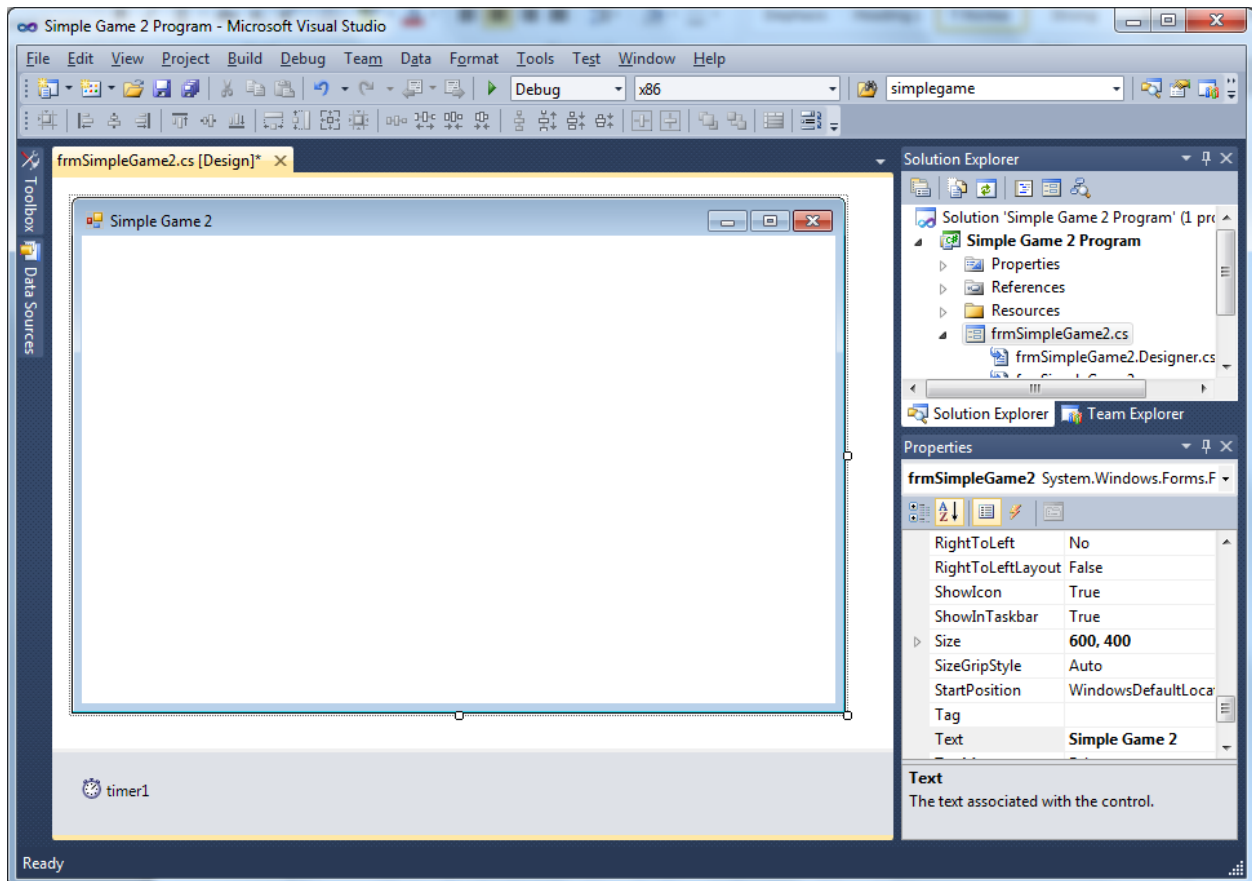 Simple Game 2 Program - Microsoft Visual Studio
File Edit View Project Build Debug Team Data Format Tools Test Window Help
Debug x86 simplegame
Toolbox
Data Sources
frmSimpleGame2.cs [Design]*
Simple Game 2
timer1
Solution Explorer
Solution 'Simple Game 2 Program' (1 pro
Simple Game 2 Program
Properties
References
Resources
frmSimpleGame2.cs
frmSimpleGame2.Designer.cs
Solution Explorer Team Explorer
Properties
frmSimpleGame2 System.Windows.Forms.F
RightToLeft No
RightToLeftLayout False
ShowIcon True
ShowInTaskbar True
Size 600, 400
SizeGripStyle Auto
StartPosition WindowsDefaultLoca
Tag
Text Simple Game 2
Text
The text associated with the control.
Ready